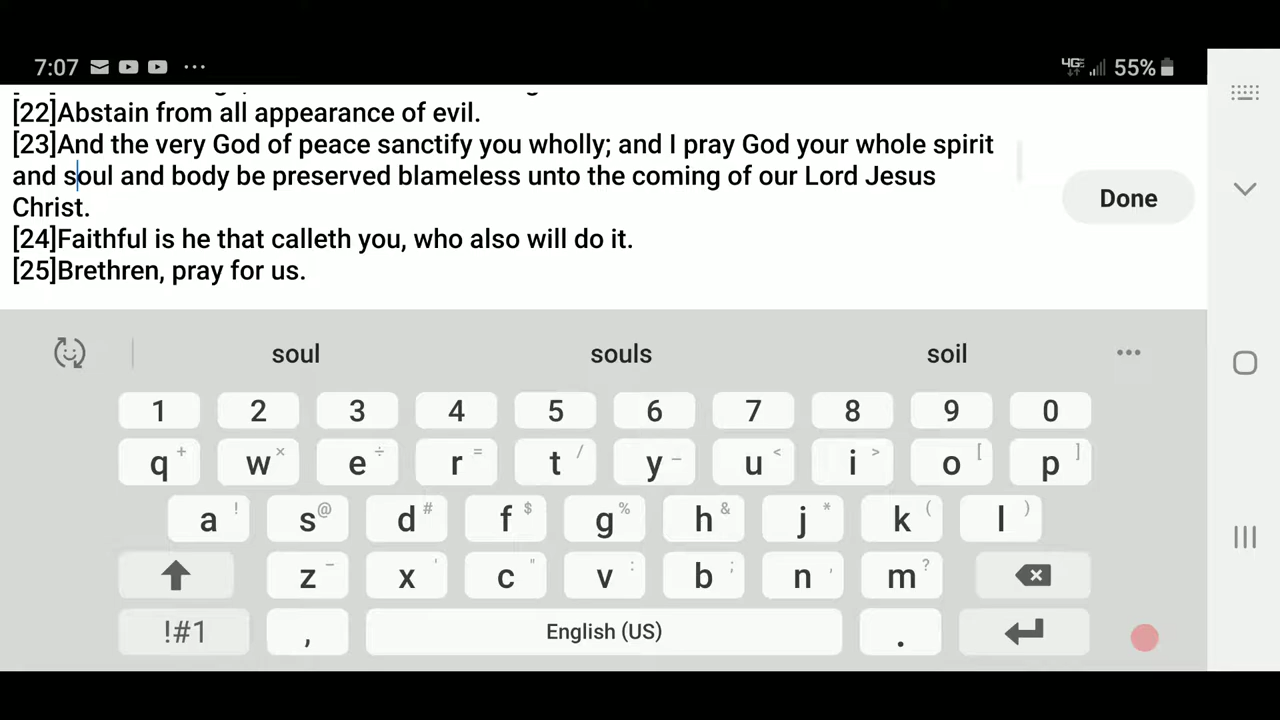 7:07 ... 4GE 55%
[22]Abstain from all appearance of evil.
[23]And the very God of peace sanctify you wholly; and I pray God your whole spirit
and soul and body be preserved blameless unto the coming of our Lord Jesus
Christ.
[24]Faithful is he that calleth you, who also will do it.
[25]Brethren, pray for us.
Done
soul souls soil ...
1 2 3 4 5 6 7 8 9 0
q + w × e ÷ r = t / y _ u < i > o [ p ]
a ! s @ d # f $ g % h & j * k ( l )
z - x ' c " v : b ; n , m ?
!#1 , English (US) .